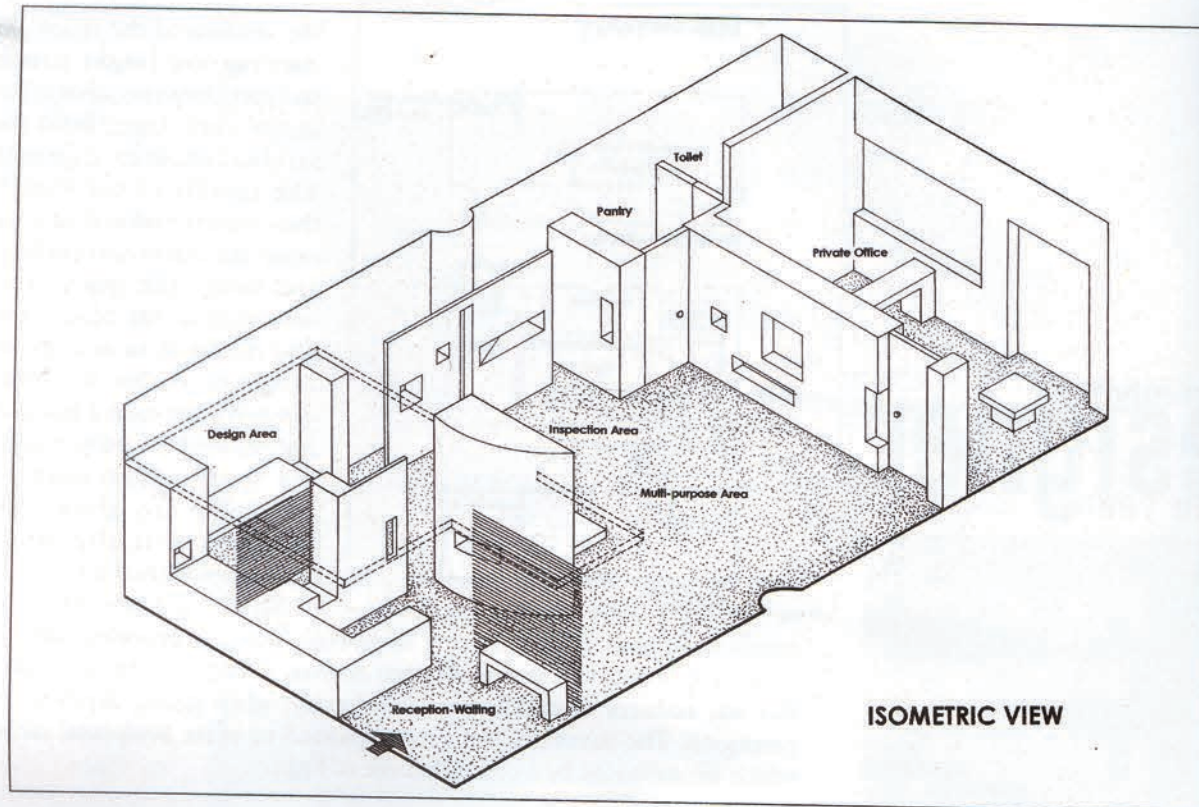 Toilet
Pantry
Private Office
Design Area
Inspection Area
Multi-purpose Area
Reception-Waiting
ISOMETRIC VIEW